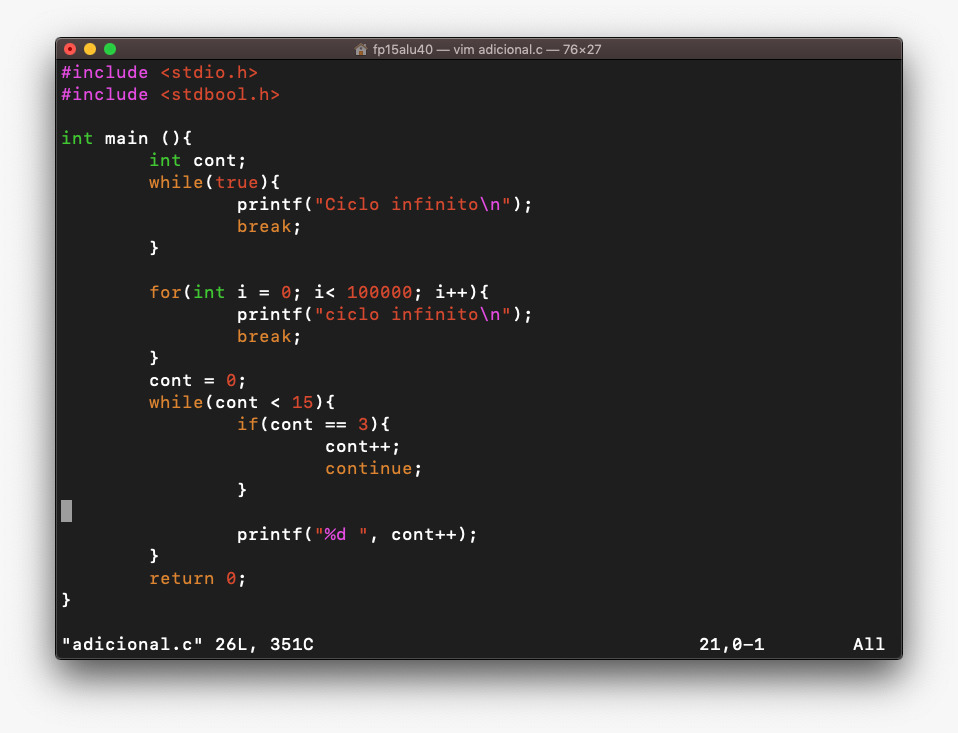 fp15alu40 — vim adicional.c — 76×27
#include <stdio.h>
#include <stdbool.h>

int main (){
        int cont;
        while(true){
                printf("Ciclo infinito\n");
                break;
        }

        for(int i = 0; i< 100000; i++){
                printf("ciclo infinito\n");
                break;
        }
        cont = 0;
        while(cont < 15){
                if(cont == 3){
                        cont++;
                        continue;
                }

                printf("%d ", cont++);
        }
        return 0;
}

"adicional.c" 26L, 351C                                   21,0-1        All